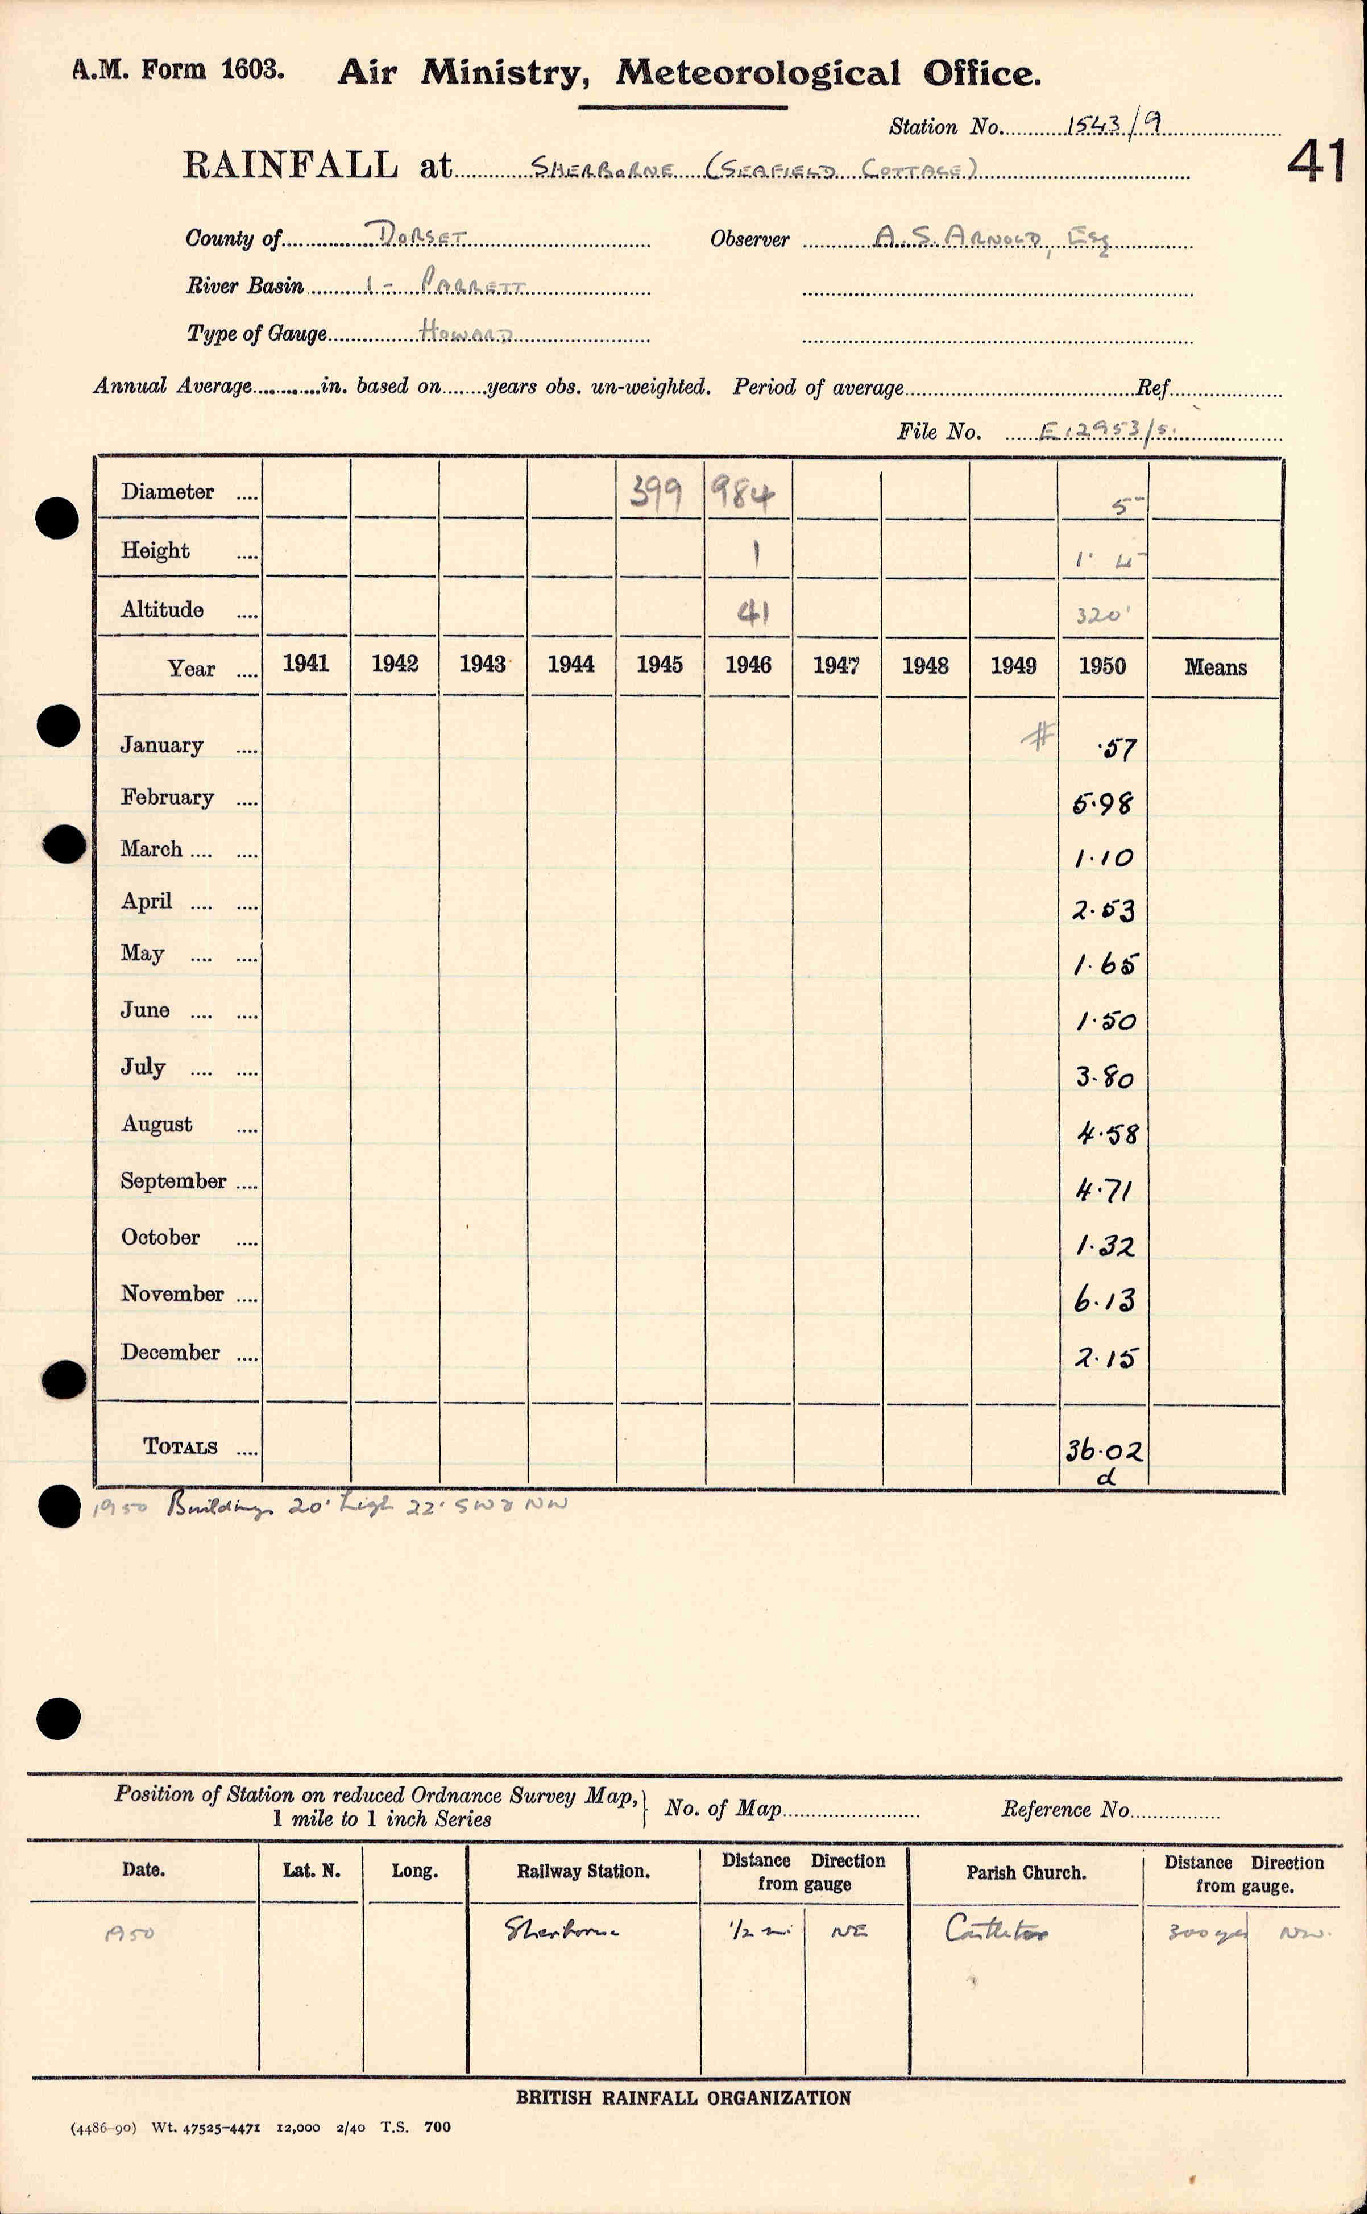 A.M. Form 1603. Air Ministry, Meteorological Office.
Station No. 1543/9
41
RAINFALL at SHERBORNE (SEAFIELD COTTAGE)
County of DORSET Observer A. S. ARNOLD, Esq
River Basin 1 - PARRETT
Type of Gauge HOWARD
Annual Average in. based on years obs. un-weighted. Period of average Ref.
File No. E.12953/5.
Diameter .... 399 984 5"
Height .... 1 1' 4"
Altitude .... 41 320'
Year .... 1941 1942 1943 1944 1945 1946 1947 1948 1949 1950 Means
January .... # .57
February .... 5.98
March .... .... 1.10
April .... .... 2.53
May .... .... 1.65
June .... .... 1.50
July .... .... 3.80
August .... 4.58
September .... 4.71
October .... 1.32
November .... 6.13
December .... 2.15
TOTALS .... 36.02
d
1950 Buildings 20' high 22' SW & NW
Position of Station on reduced Ordnance Survey Map,
1 mile to 1 inch Series } No. of Map Reference No.
Date. Lat. N. Long. Railway Station. Distance Direction from gauge Parish Church. Distance Direction from gauge.
1950 Sherborne 1/2 mi NE Castleton 300 yds NW.
BRITISH RAINFALL ORGANIZATION
(4486-90) Wt. 47525-4471 12,000 2/40 T.S. 700